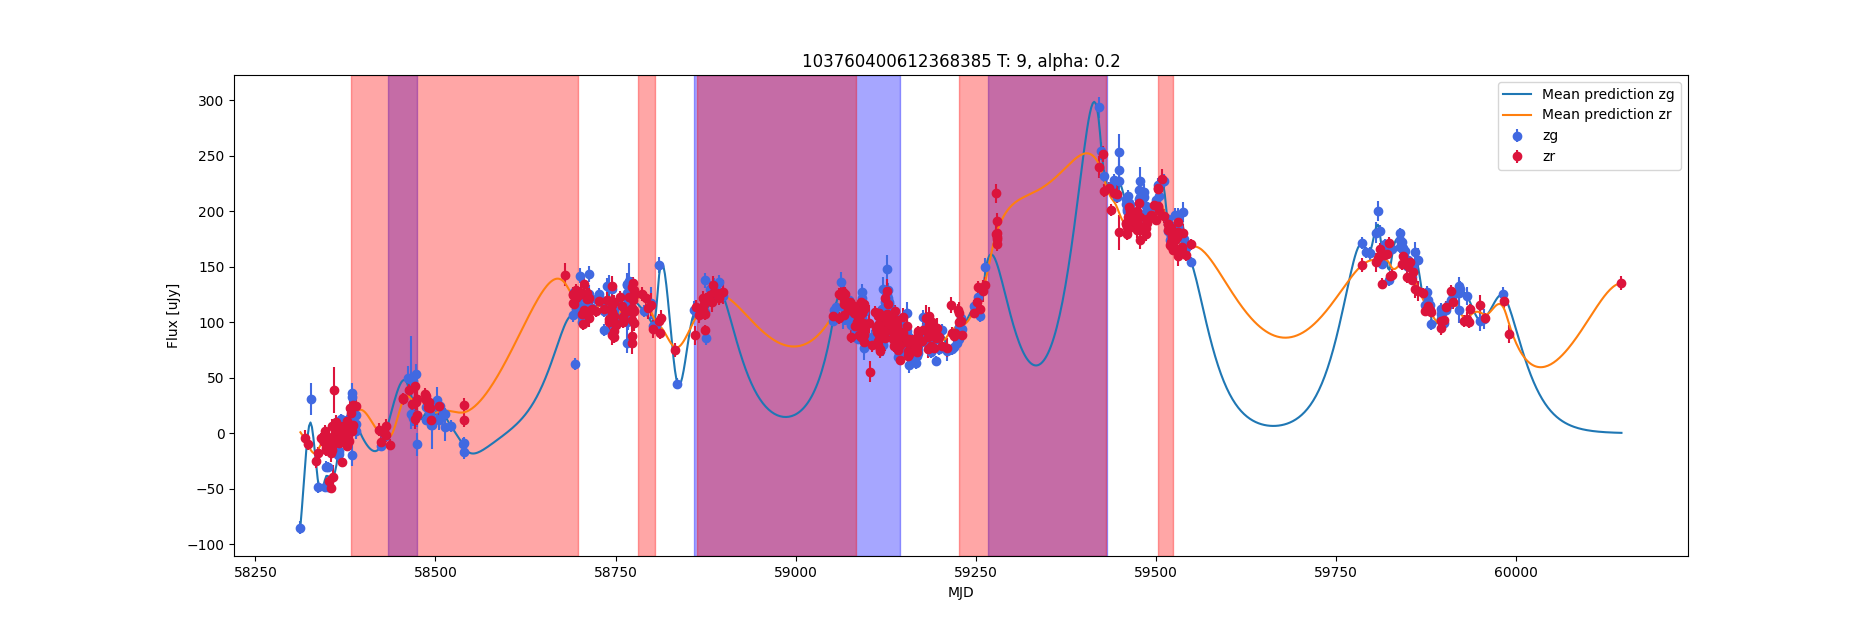 103760400612368385 T: 9, alpha: 0.2
Mean prediction zg
Mean prediction zr
zg
zr
Flux [uJy]
300
250
200
150
100
50
0
−50
−100
58250 58500 58750 59000 59250 59500 59750 60000
MJD